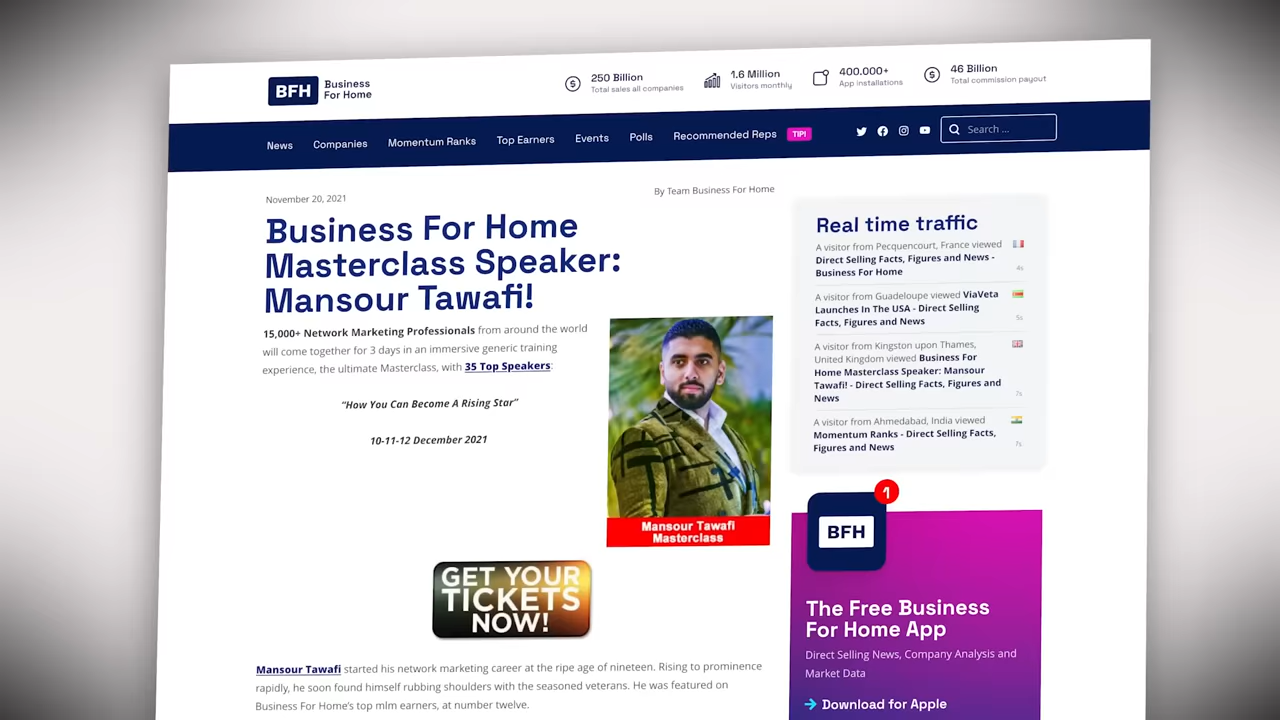 BFH
Business
For Home
250 Billion
Total sales all companies
1.6 Million
Visitors monthly
400.000+
App installations
46 Billion
Total commission payout
News
Companies
Momentum Ranks
Top Earners
Events
Polls
Recommended Reps
TIP!
Search ...
November 20, 2021
By Team Business For Home
Business For Home
Masterclass Speaker:
Mansour Tawafi!
15,000+ Network Marketing Professionals from around the world
will come together for 3 days in an immersive generic training
experience, the ultimate Masterclass, with 35 Top Speakers:
“How You Can Become A Rising Star”
10-11-12 December 2021
Mansour Tawafi
Masterclass
GET YOUR
TICKETS
NOW!
Mansour Tawafi started his network marketing career at the ripe age of nineteen. Rising to prominence
rapidly, he soon found himself rubbing shoulders with the seasoned veterans. He was featured on
Business For Home's top mlm earners, at number twelve.
Real time traffic
A visitor from Pecquencourt, France viewed
Direct Selling Facts, Figures and News -
Business For Home
4s
A visitor from Guadeloupe viewed ViaVeta
Launches In The USA - Direct Selling
Facts, Figures and News
5s
A visitor from Kingston upon Thames,
United Kingdom viewed Business For
Home Masterclass Speaker: Mansour
Tawafi! - Direct Selling Facts, Figures and
News
7s
A visitor from Ahmedabad, India viewed
Momentum Ranks - Direct Selling Facts,
Figures and News
7s
1
BFH
The Free Business
For Home App
Direct Selling News, Company Analysis and
Market Data
Download for Apple